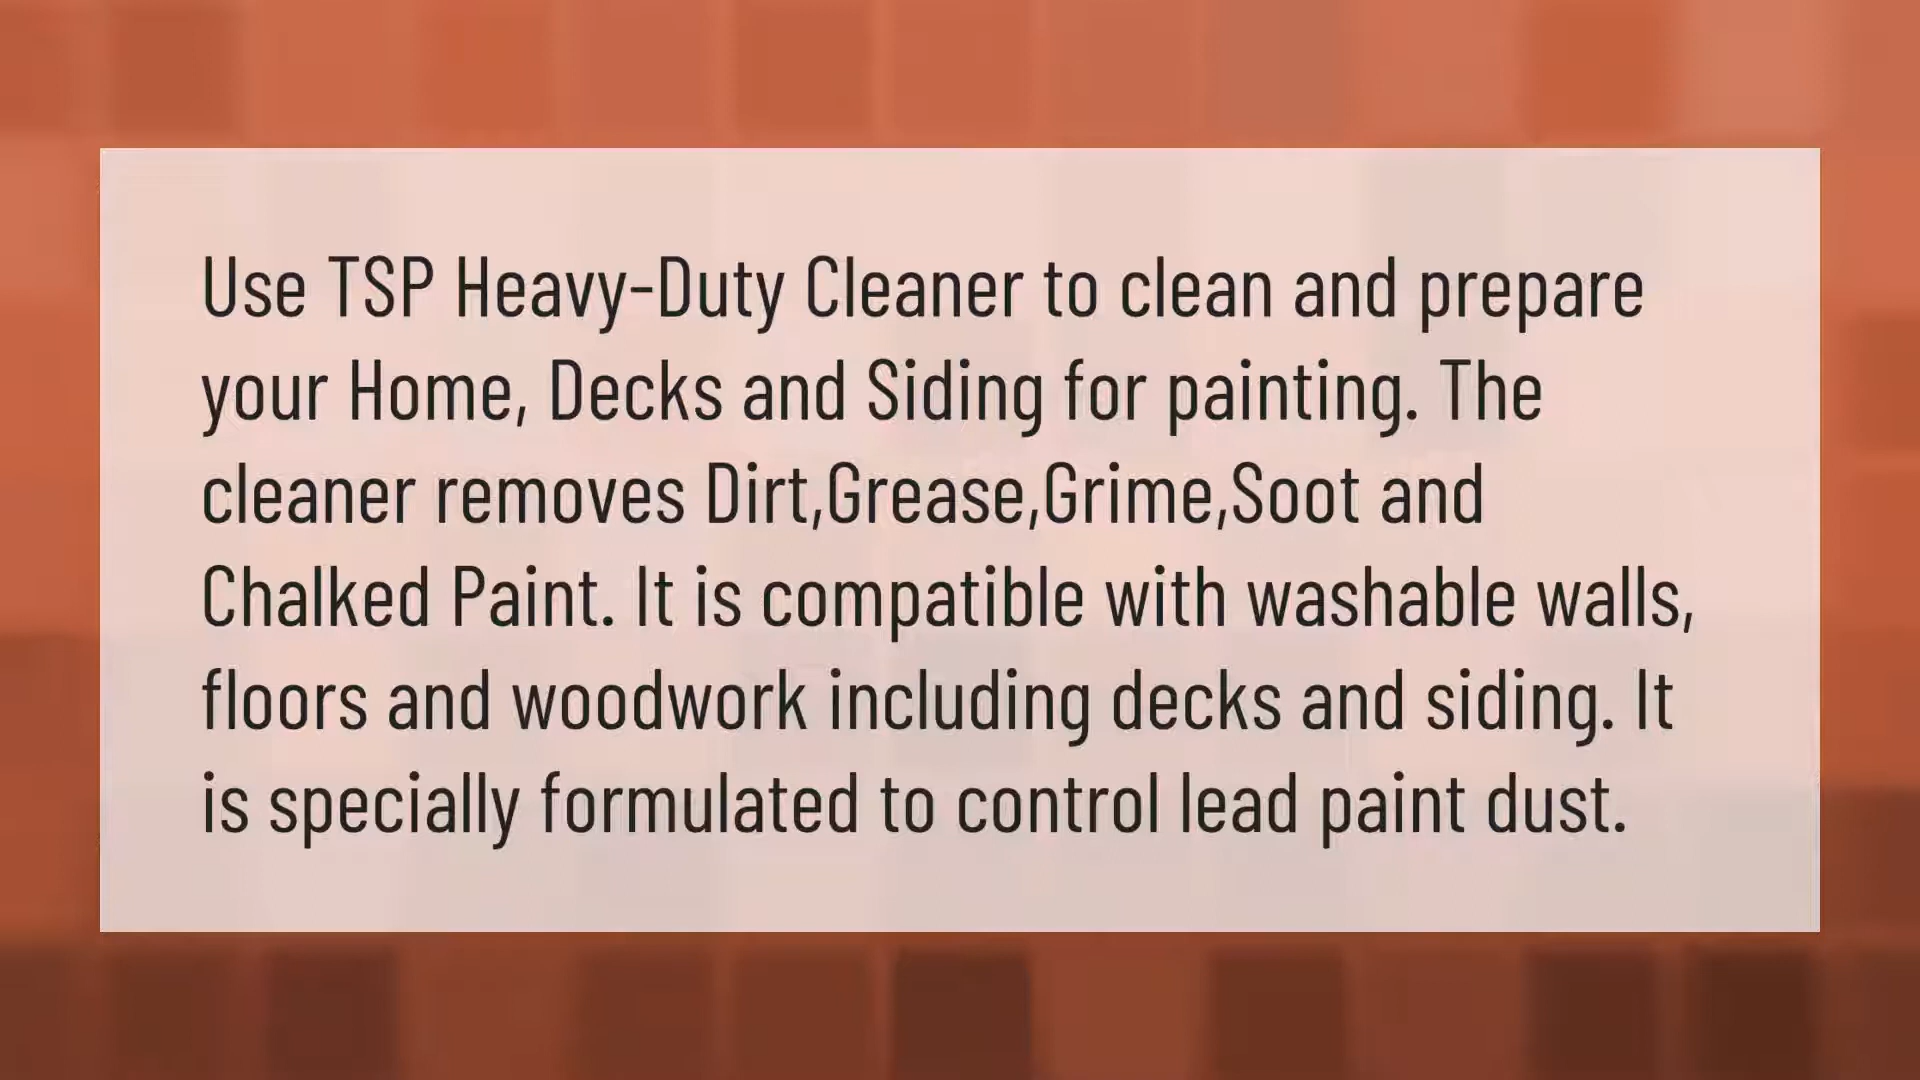 Use TSP Heavy-Duty Cleaner to clean and prepare
your Home, Decks and Siding for painting. The
cleaner removes Dirt,Grease,Grime,Soot and
Chalked Paint. It is compatible with washable walls,
floors and woodwork including decks and siding. It
is specially formulated to control lead paint dust.